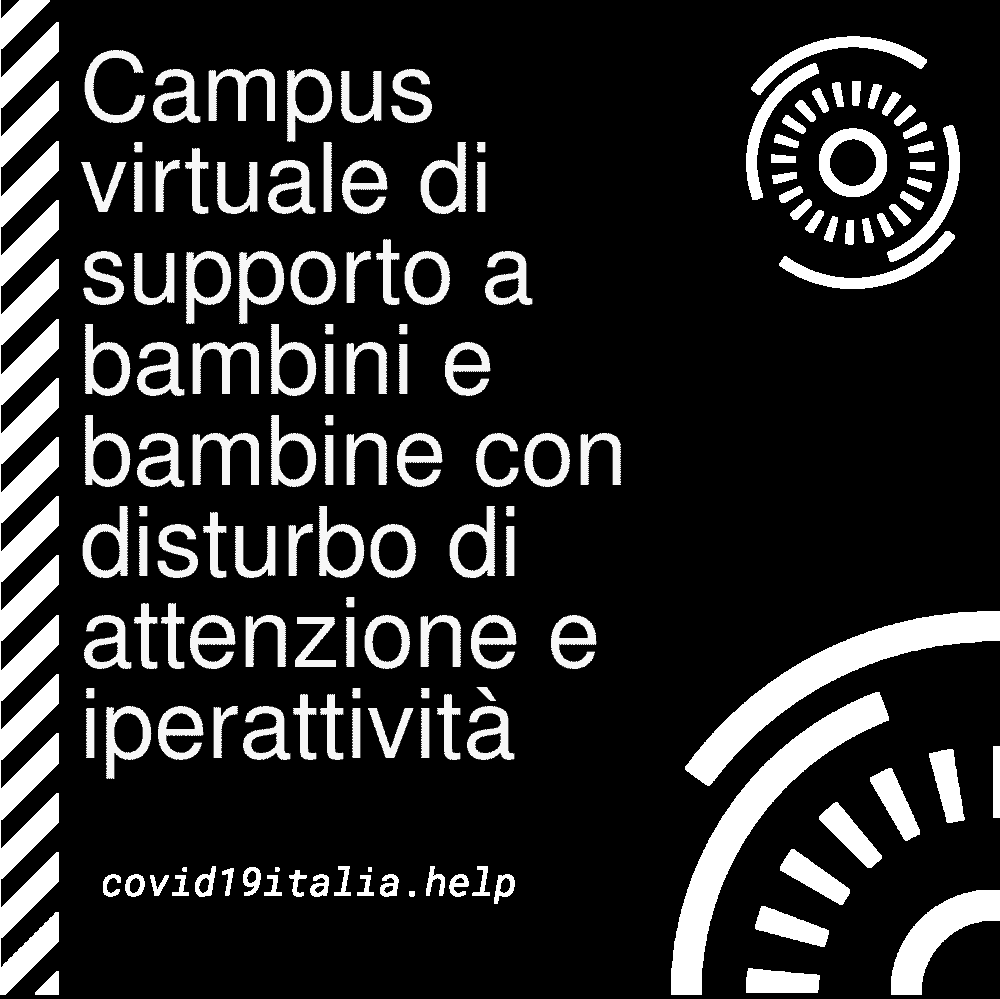 Campus
virtuale di
supporto a
bambini e
bambine con
disturbo di
attenzione e
iperattività
covid19italia.help